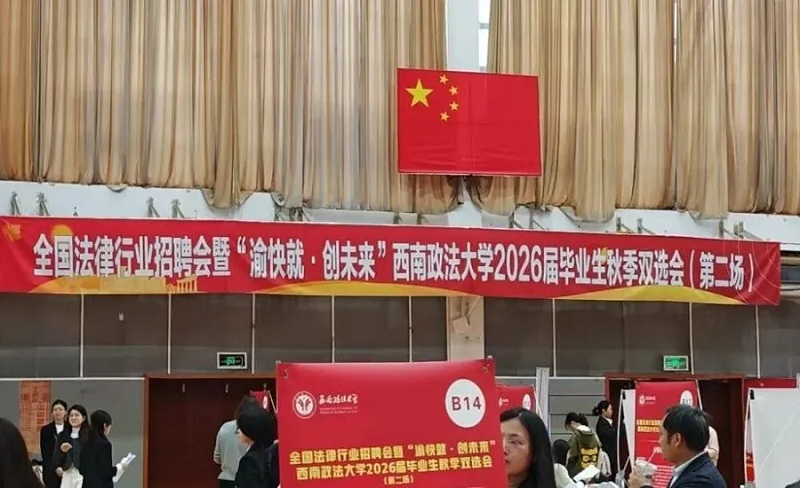 全国法律行业招聘会暨“渝快就·创未来”西南政法大学2026届毕业生秋季双选会（第二场）
西南政法大学
B14
全国法律行业招聘会暨“渝快就·创未来”
西南政法大学2026届毕业生秋季双选会
（第二场）